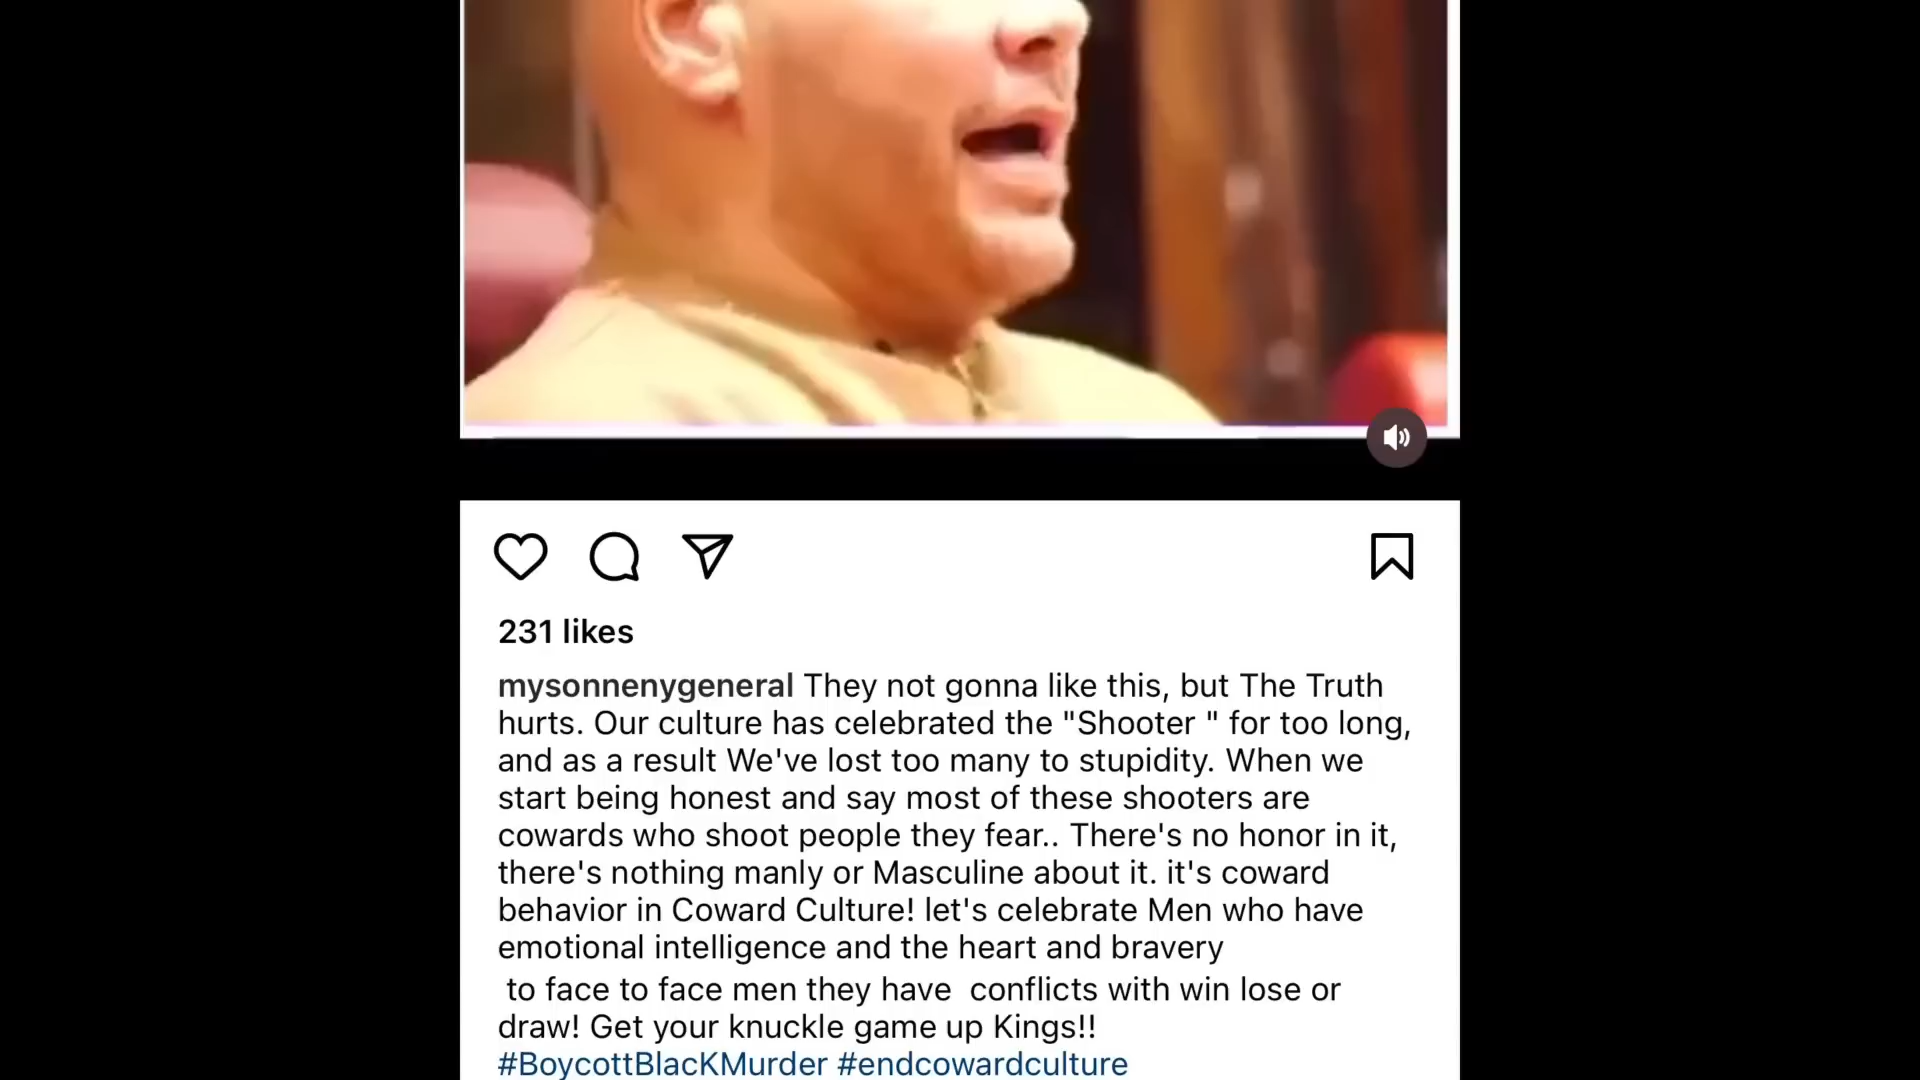 231 likes
mysonnenygeneral They not gonna like this, but The Truth
hurts. Our culture has celebrated the "Shooter " for too long,
and as a result We've lost too many to stupidity. When we
start being honest and say most of these shooters are
cowards who shoot people they fear.. There's no honor in it,
there's nothing manly or Masculine about it. it's coward
behavior in Coward Culture! let's celebrate Men who have
emotional intelligence and the heart and bravery
to face to face men they have  conflicts with win lose or
draw! Get your knuckle game up Kings!!
#BoycottBlacKMurder #endcowardculture